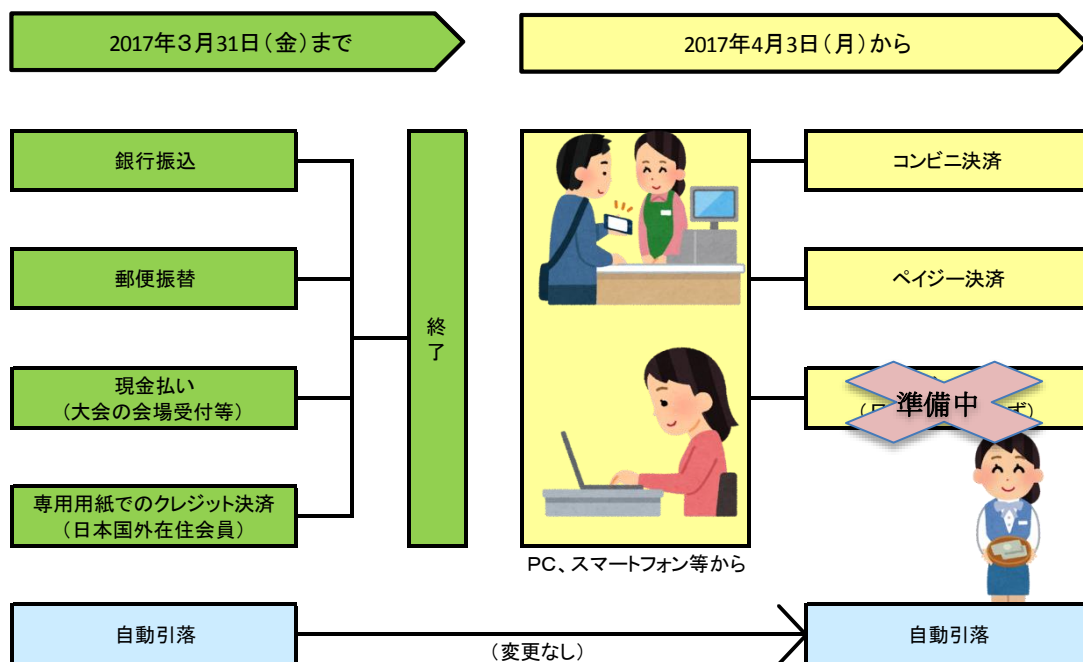 2017年3月31日(金)まで
2017年4月3日(月)から
銀行振込
郵便振替
現金払い
(大会の会場受付等)
専用用紙でのクレジット決済
(日本国外在住会員)
終了
PC、スマートフォン等から
コンビニ決済
ペイジー決済
準備中
自動引落
(変更なし)
自動引落